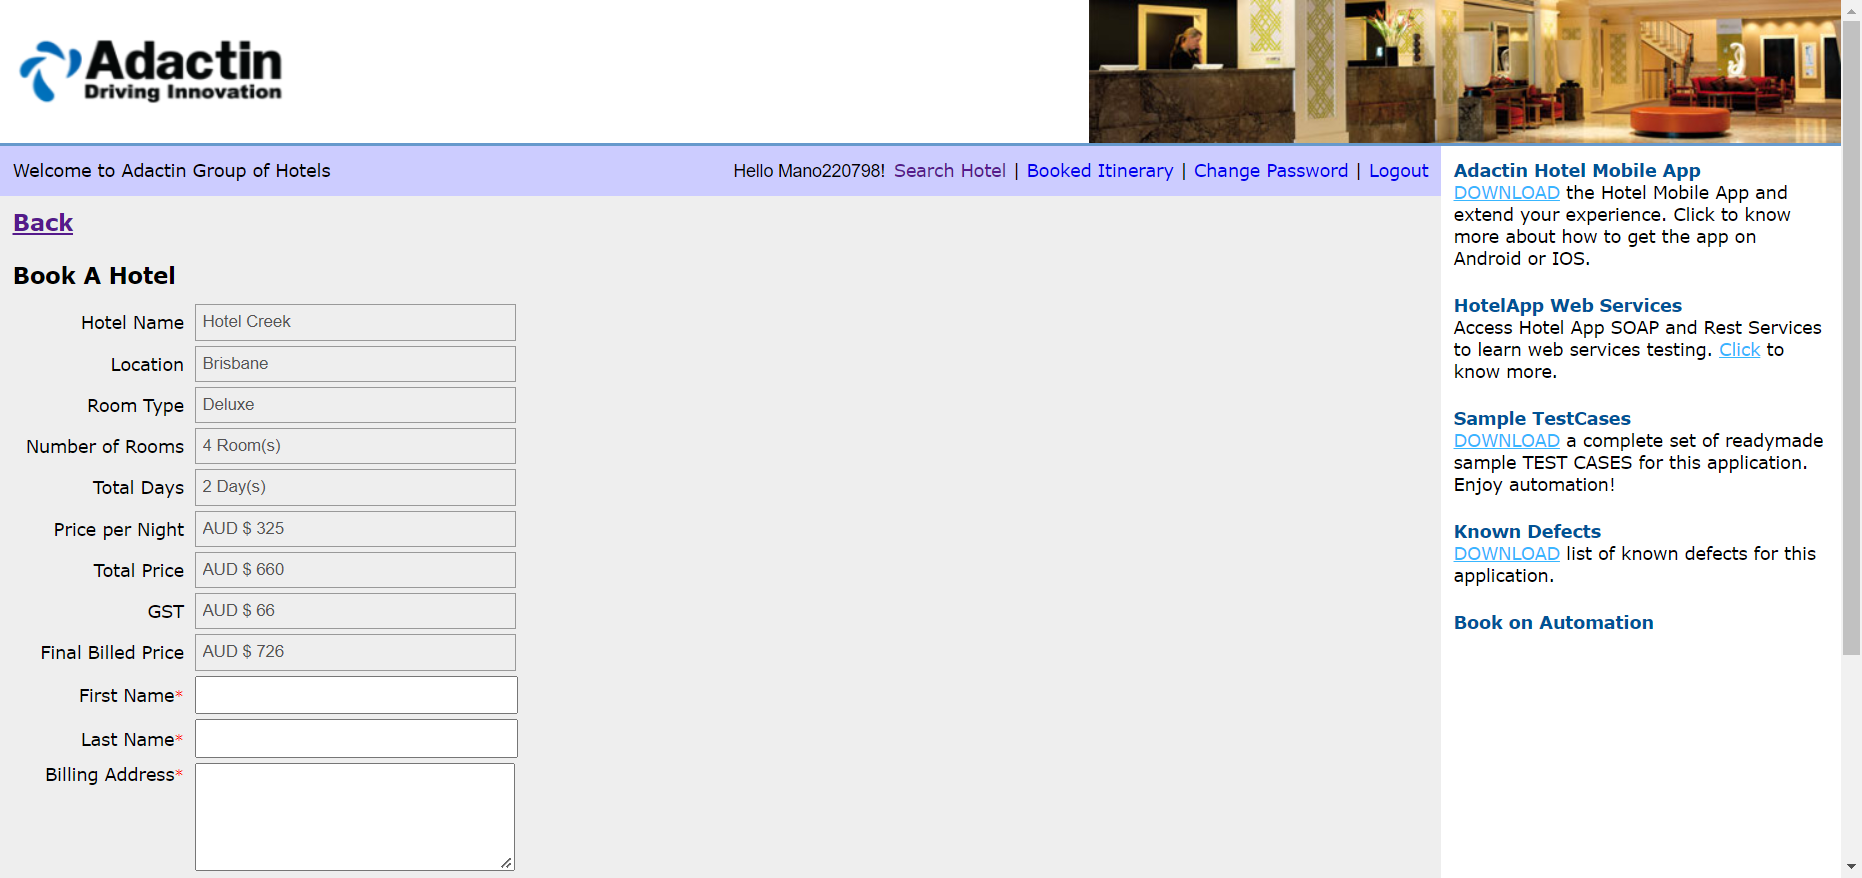 Adactin
Driving Innovation
Welcome to Adactin Group of Hotels
Hello Mano220798! Search Hotel | Booked Itinerary | Change Password | Logout
Back
Book A Hotel
Hotel Name Hotel Creek
Location Brisbane
Room Type Deluxe
Number of Rooms 4 Room(s)
Total Days 2 Day(s)
Price per Night AUD $ 325
Total Price AUD $ 660
GST AUD $ 66
Final Billed Price AUD $ 726
First Name*
Last Name*
Billing Address*
Adactin Hotel Mobile App
DOWNLOAD the Hotel Mobile App and
extend your experience. Click to know
more about how to get the app on
Android or IOS.
HotelApp Web Services
Access Hotel App SOAP and Rest Services
to learn web services testing. Click to
know more.
Sample TestCases
DOWNLOAD a complete set of readymade
sample TEST CASES for this application.
Enjoy automation!
Known Defects
DOWNLOAD list of known defects for this
application.
Book on Automation